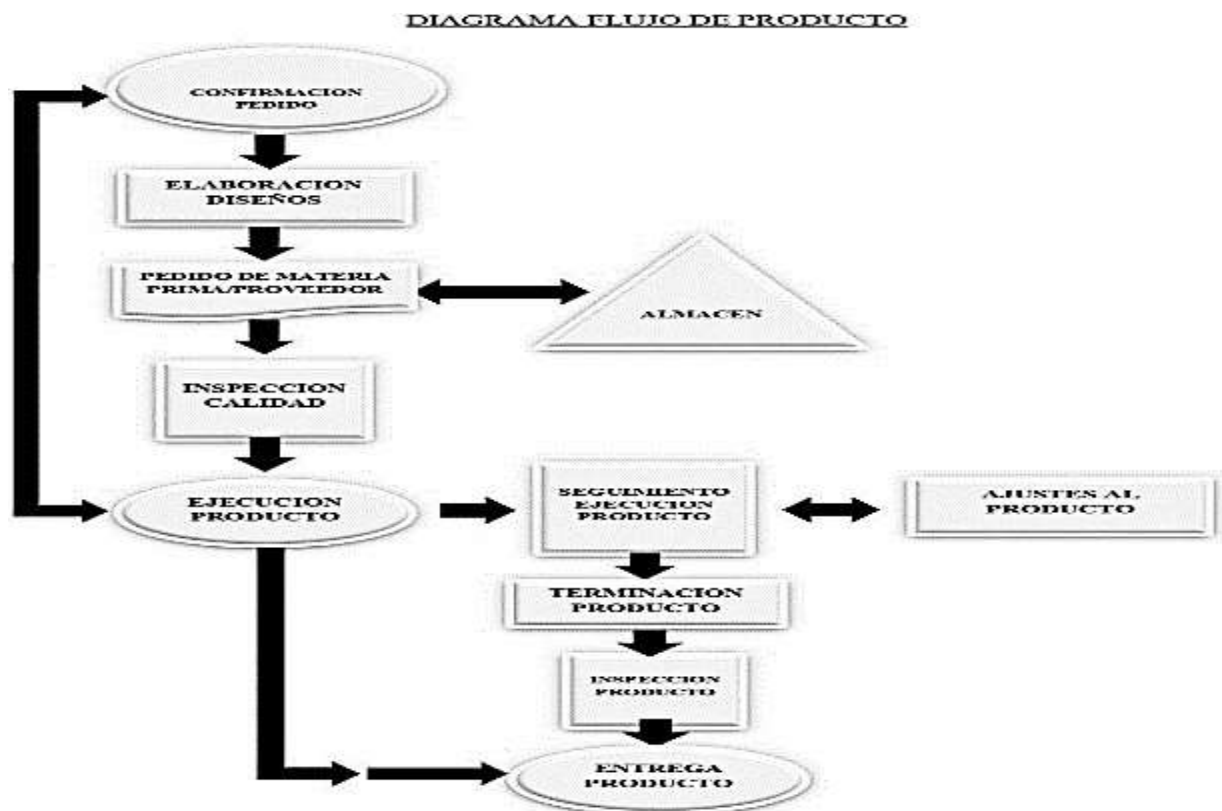 DIAGRAMA FLUJO DE PRODUCTO
CONFIRMACION
PEDIDO
ELABORACION
DISEÑOS
PEDIDO DE MATERIA
PRIMA/PROVEEDOR
ALMACEN
INSPECCION
CALIDAD
EJECUCION
PRODUCTO
SEGUIMIENTO
EJECUCION
PRODUCTO
AJUSTES AL
PRODUCTO
TERMINACION
PRODUCTO
INSPECCION
PRODUCTO
ENTREGA
PRODUCTO